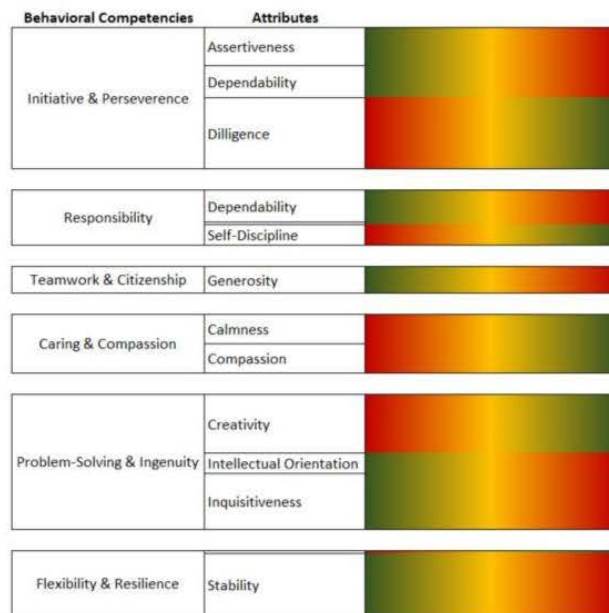 Behavioral Competencies Attributes
Initiative & Perseverence
Assertiveness
Dependability
Dilligence
Responsibility
Dependability
Self-Discipline
Teamwork & Citizenship
Generosity
Caring & Compassion
Calmness
Compassion
Problem-Solving & Ingenuity
Creativity
Intellectual Orientation
Inquisitiveness
Flexibility & Resilience
Stability